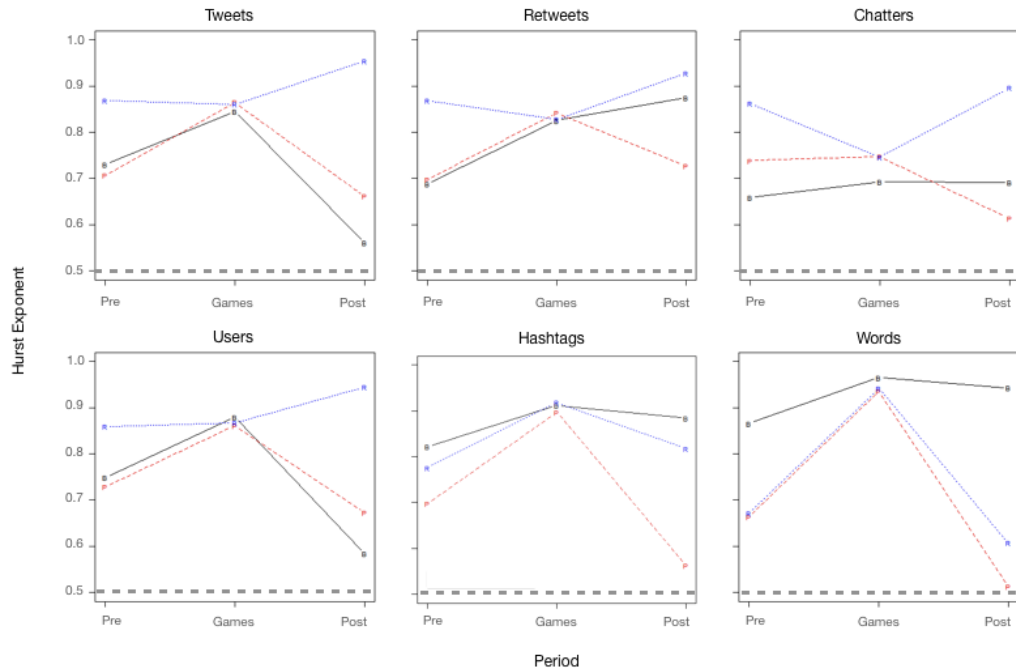 Tweets
Retweets
Chatters
1.0
0.9
0.8
0.7
0.6
0.5
Pre
Games
Post
Pre
Games
Post
Pre
Games
Post
Hurst Exponent
Users
Hashtags
Words
1.0
0.9
0.8
0.7
0.6
0.5
Pre
Games
Post
Pre
Games
Post
Pre
Games
Post
Period